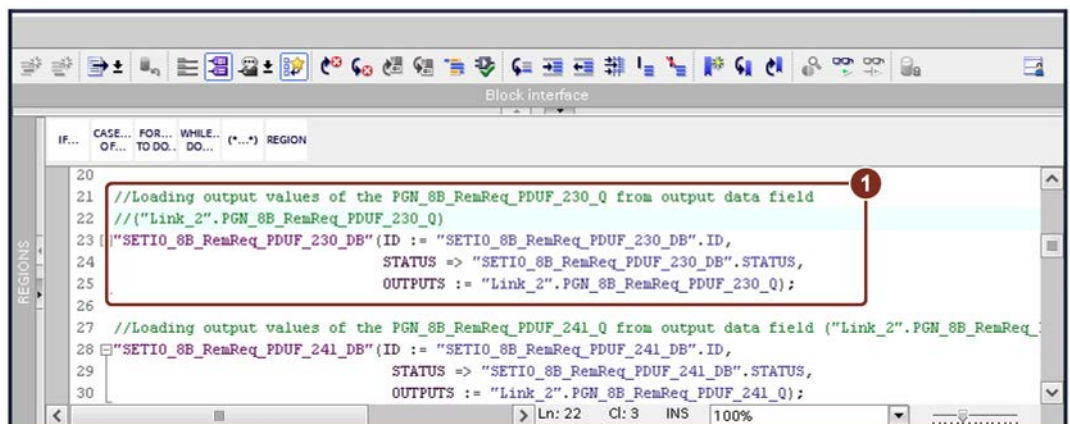 Block interface
IF... CASE... OF... FOR... TO DO.. WHILE.. DO... (*...*) REGION
REGIONS
1
20
21 //Loading output values of the PGN_8B_RemReq_PDUF_230_Q from output data field
22 //("Link_2".PGN_8B_RemReq_PDUF_230_Q)
23 "SETIO_8B_RemReq_PDUF_230_DB"(ID := "SETIO_8B_RemReq_PDUF_230_DB".ID,
24 STATUS => "SETIO_8B_RemReq_PDUF_230_DB".STATUS,
25 OUTPUTS := "Link_2".PGN_8B_RemReq_PDUF_230_Q);
26
27 //Loading output values of the PGN_8B_RemReq_PDUF_241_Q from output data field ("Link_2".PGN_8B_RemReq_
28 "SETIO_8B_RemReq_PDUF_241_DB"(ID := "SETIO_8B_RemReq_PDUF_241_DB".ID,
29 STATUS => "SETIO_8B_RemReq_PDUF_241_DB".STATUS,
30 OUTPUTS := "Link_2".PGN_8B_RemReq_PDUF_241_Q);
Ln: 22 Cl: 3 INS 100%